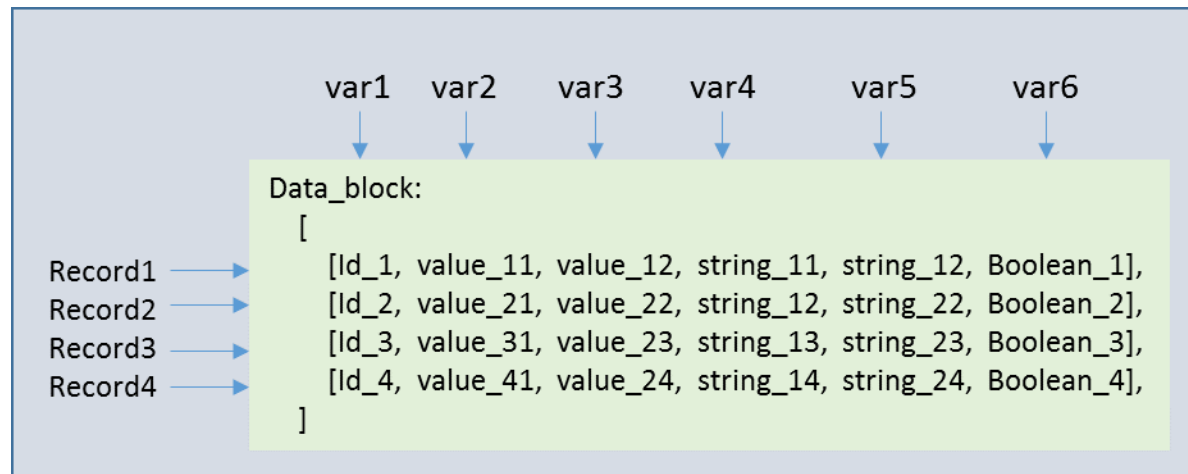 var1 var2 var3 var4 var5 var6
Data_block:
[
Record1 [Id_1, value_11, value_12, string_11, string_12, Boolean_1],
Record2 [Id_2, value_21, value_22, string_12, string_22, Boolean_2],
Record3 [Id_3, value_31, value_23, string_13, string_23, Boolean_3],
Record4 [Id_4, value_41, value_24, string_14, string_24, Boolean_4],
]